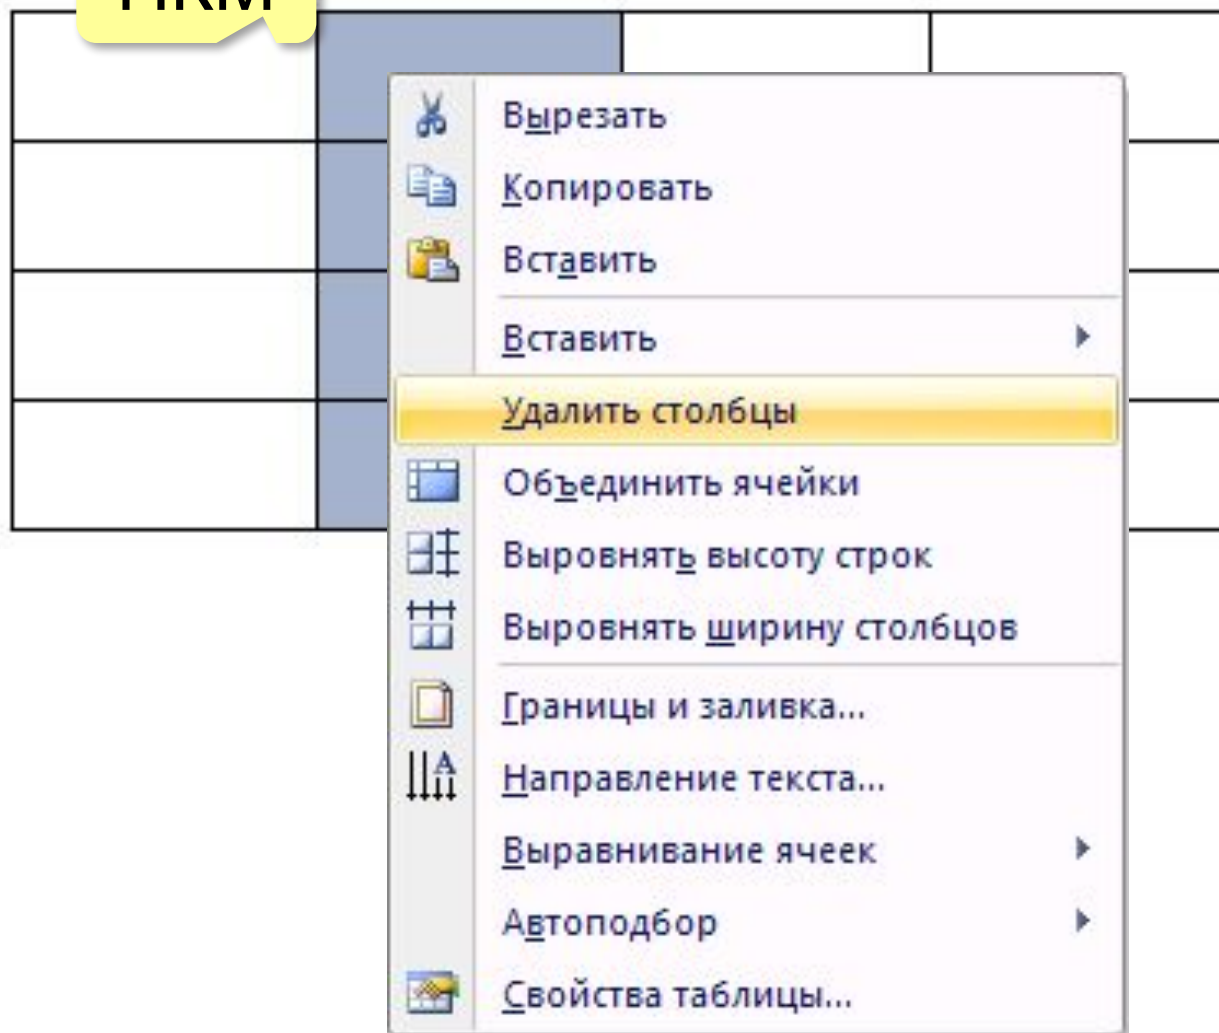 ПКМ
Вырезать
Копировать
Вставить
Вставить
Удалить столбцы
Объединить ячейки
Выровнять высоту строк
Выровнять ширину столбцов
Границы и заливка...
Направление текста...
Выравнивание ячеек
Автоподбор
Свойства таблицы...